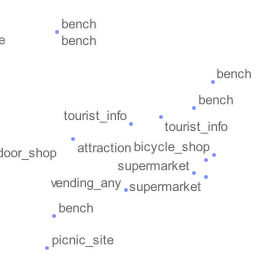 bench
bench
e
bench
bench
tourist_info
tourist_info
door_shop
attraction
bicycle_shop
supermarket
vending_any
supermarket
bench
picnic_site